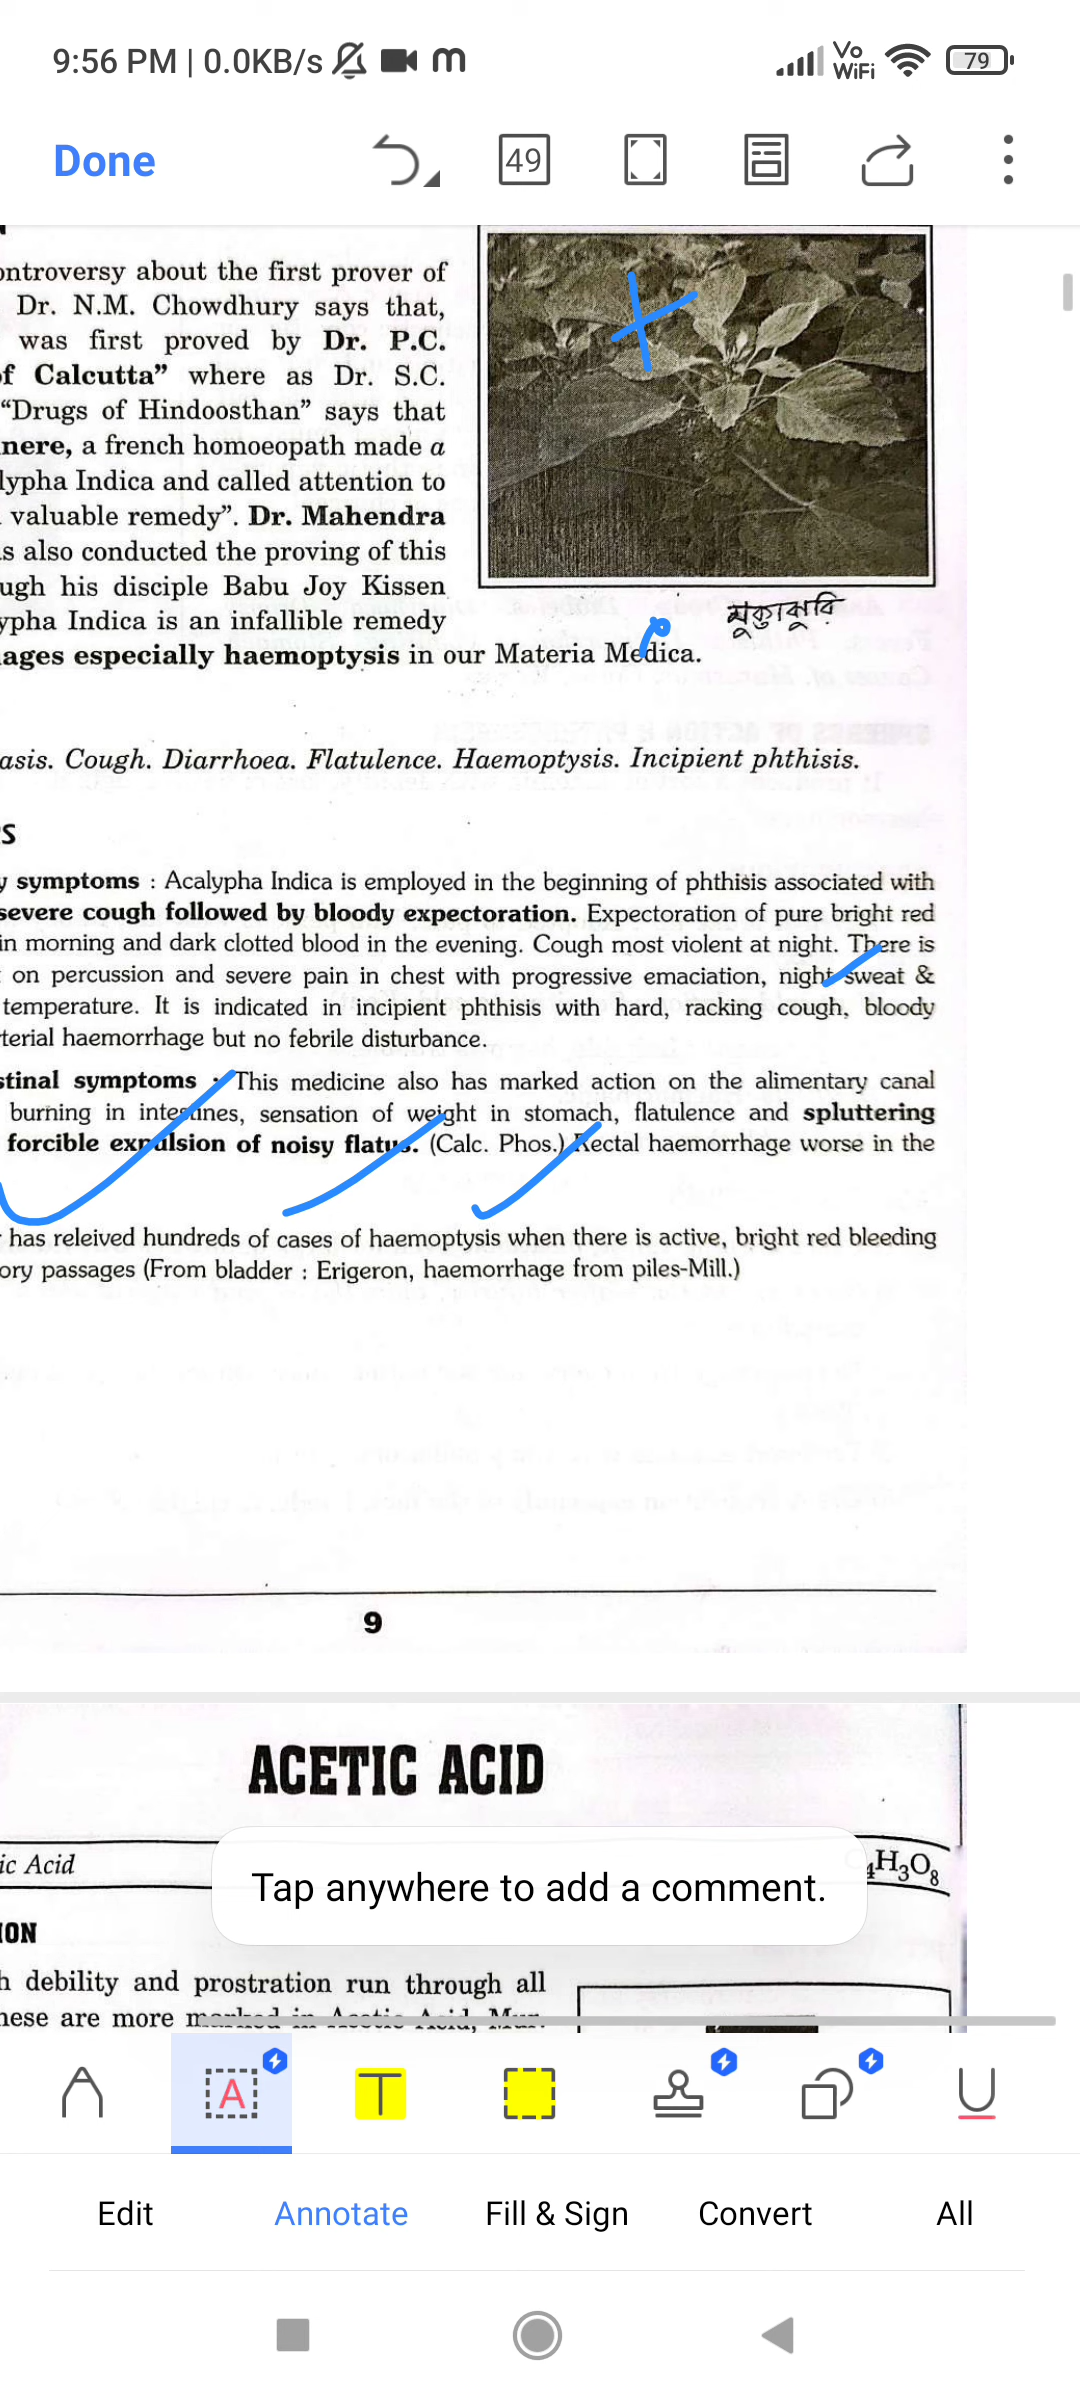 9:56 PM | 0.0KB/s
Vo
WiFi
79
Done
49
ontroversy about the first prover of
Dr. N.M. Chowdhury says that,
was first proved by Dr. P.C.
of Calcutta” where as Dr. S.C.
“Drugs of Hindoosthan” says that
nere, a french homoeopath made a
lypha Indica and called attention to
valuable remedy”. Dr. Mahendra
s also conducted the proving of this
ugh his disciple Babu Joy Kissen
ypha Indica is an infallible remedy
ages especially haemoptysis in our Materia Medica.
মুক্তাঝুরি
asis. Cough. Diarrhoea. Flatulence. Haemoptysis. Incipient phthisis.
S
y symptoms : Acalypha Indica is employed in the beginning of phthisis associated with
severe cough followed by bloody expectoration. Expectoration of pure bright red
in morning and dark clotted blood in the evening. Cough most violent at night. There is
on percussion and severe pain in chest with progressive emaciation, night sweat &
temperature. It is indicated in incipient phthisis with hard, racking cough, bloody
terial haemorrhage but no febrile disturbance.
stinal symptoms : This medicine also has marked action on the alimentary canal
burning in intestines, sensation of weight in stomach, flatulence and spluttering
forcible expulsion of noisy flatus. (Calc. Phos.) Rectal haemorrhage worse in the
has releived hundreds of cases of haemoptysis when there is active, bright red bleeding
ory passages (From bladder : Erigeron, haemorrhage from piles-Mill.)
9
ACETIC ACID
ic Acid
4H3O8
Tap anywhere to add a comment.
ION
h debility and prostration run through all
hese are more marked in Acetic Acid, Mur.
Edit
Annotate
Fill & Sign
Convert
All